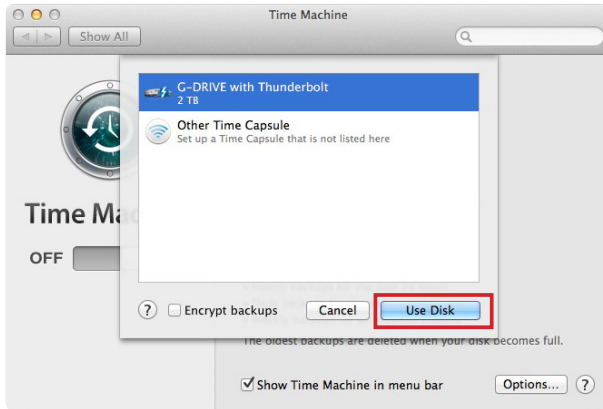 Time Machine
Show All
G-DRIVE with Thunderbolt
2 TB
Other Time Capsule
Set up a Time Capsule that is not listed here
Time Ma
OFF
? Encrypt backups Cancel Use Disk
The oldest backups are deleted when your disk becomes full.
Show Time Machine in menu bar Options... ?